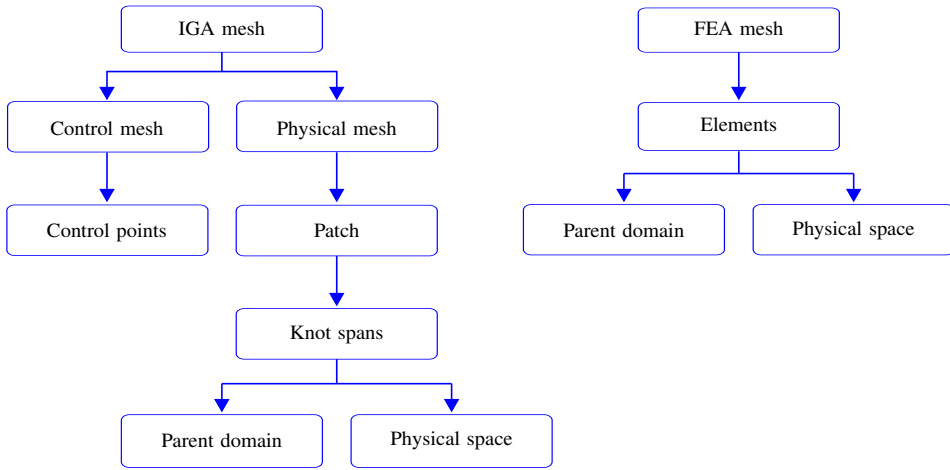 IGA mesh
Control mesh
Physical mesh
Control points
Patch
Knot spans
Parent domain
Physical space
FEA mesh
Elements
Parent domain
Physical space